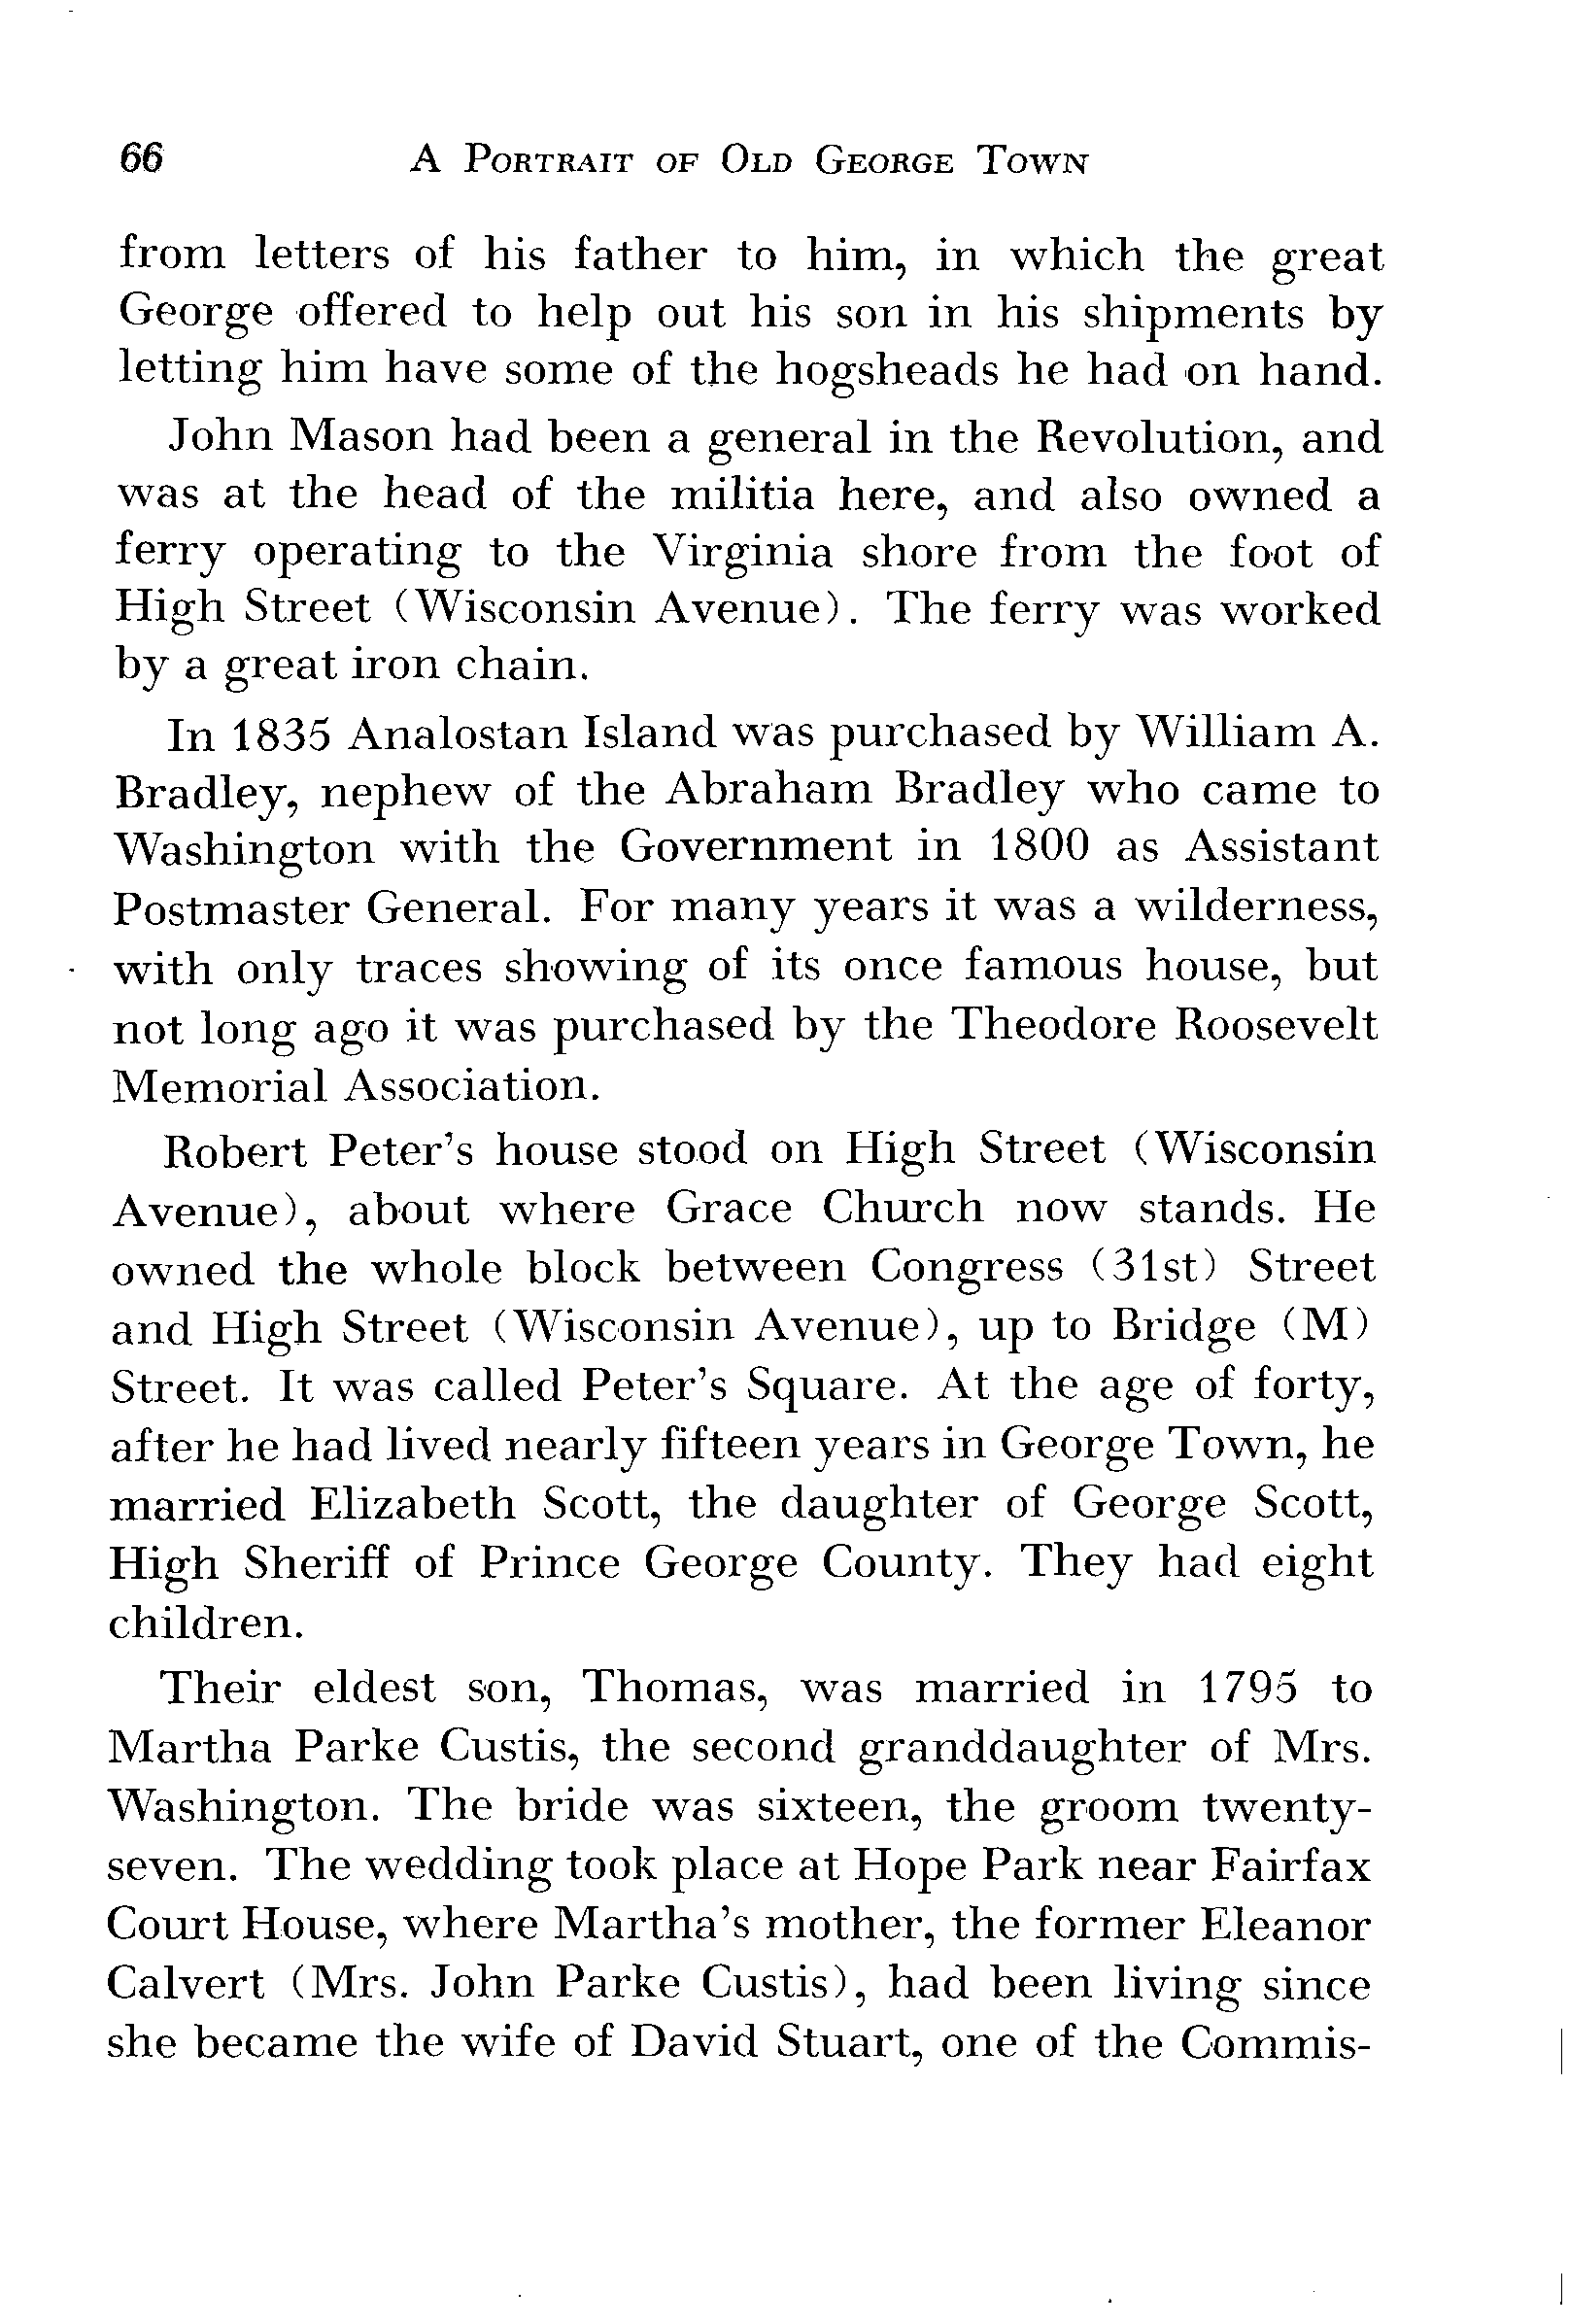 66 A PORTRAIT OF OLD GEORGE TOWN
from letters of his father to him, in which the great
George offered to help out his son in his shipments by
letting him have some of the hogsheads he had on hand.
John Mason had been a general in the Revolution, and
was at the head of the militia here, and also owned a
ferry operating to the Virginia shore from the foot of
High Street (Wisconsin Avenue). The ferry was worked
by a great iron chain.
In 1835 Analostan Island was purchased by William A.
Bradley, nephew of the Abraham Bradley who came to
Washington with the Government in 1800 as Assistant
Postmaster General. For many years it was a wilderness,
with only traces showing of its once famous house, but
not long ago it was purchased by the Theodore Roosevelt
Memorial Association.
Robert Peter's house stood on High Street (Wisconsin
Avenue), about where Grace Church now stands. He
owned the whole block between Congress (31st) Street
and High Street (Wisconsin Avenue), up to Bridge (M)
Street. It was called Peter's Square. At the age of forty,
after he had lived nearly fifteen years in George Town, he
married Elizabeth Scott, the daughter of George Scott,
High Sheriff of Prince George County. They had eight
children.
Their eldest son, Thomas, was married in 1795 to
Martha Parke Custis, the second granddaughter of Mrs.
Washington. The bride was sixteen, the groom twenty-
seven. The wedding took place at Hope Park near Fairfax
Court House, where Martha's mother, the former Eleanor
Calvert (Mrs. John Parke Custis), had been living since
she became the wife of David Stuart, one of the Commis-